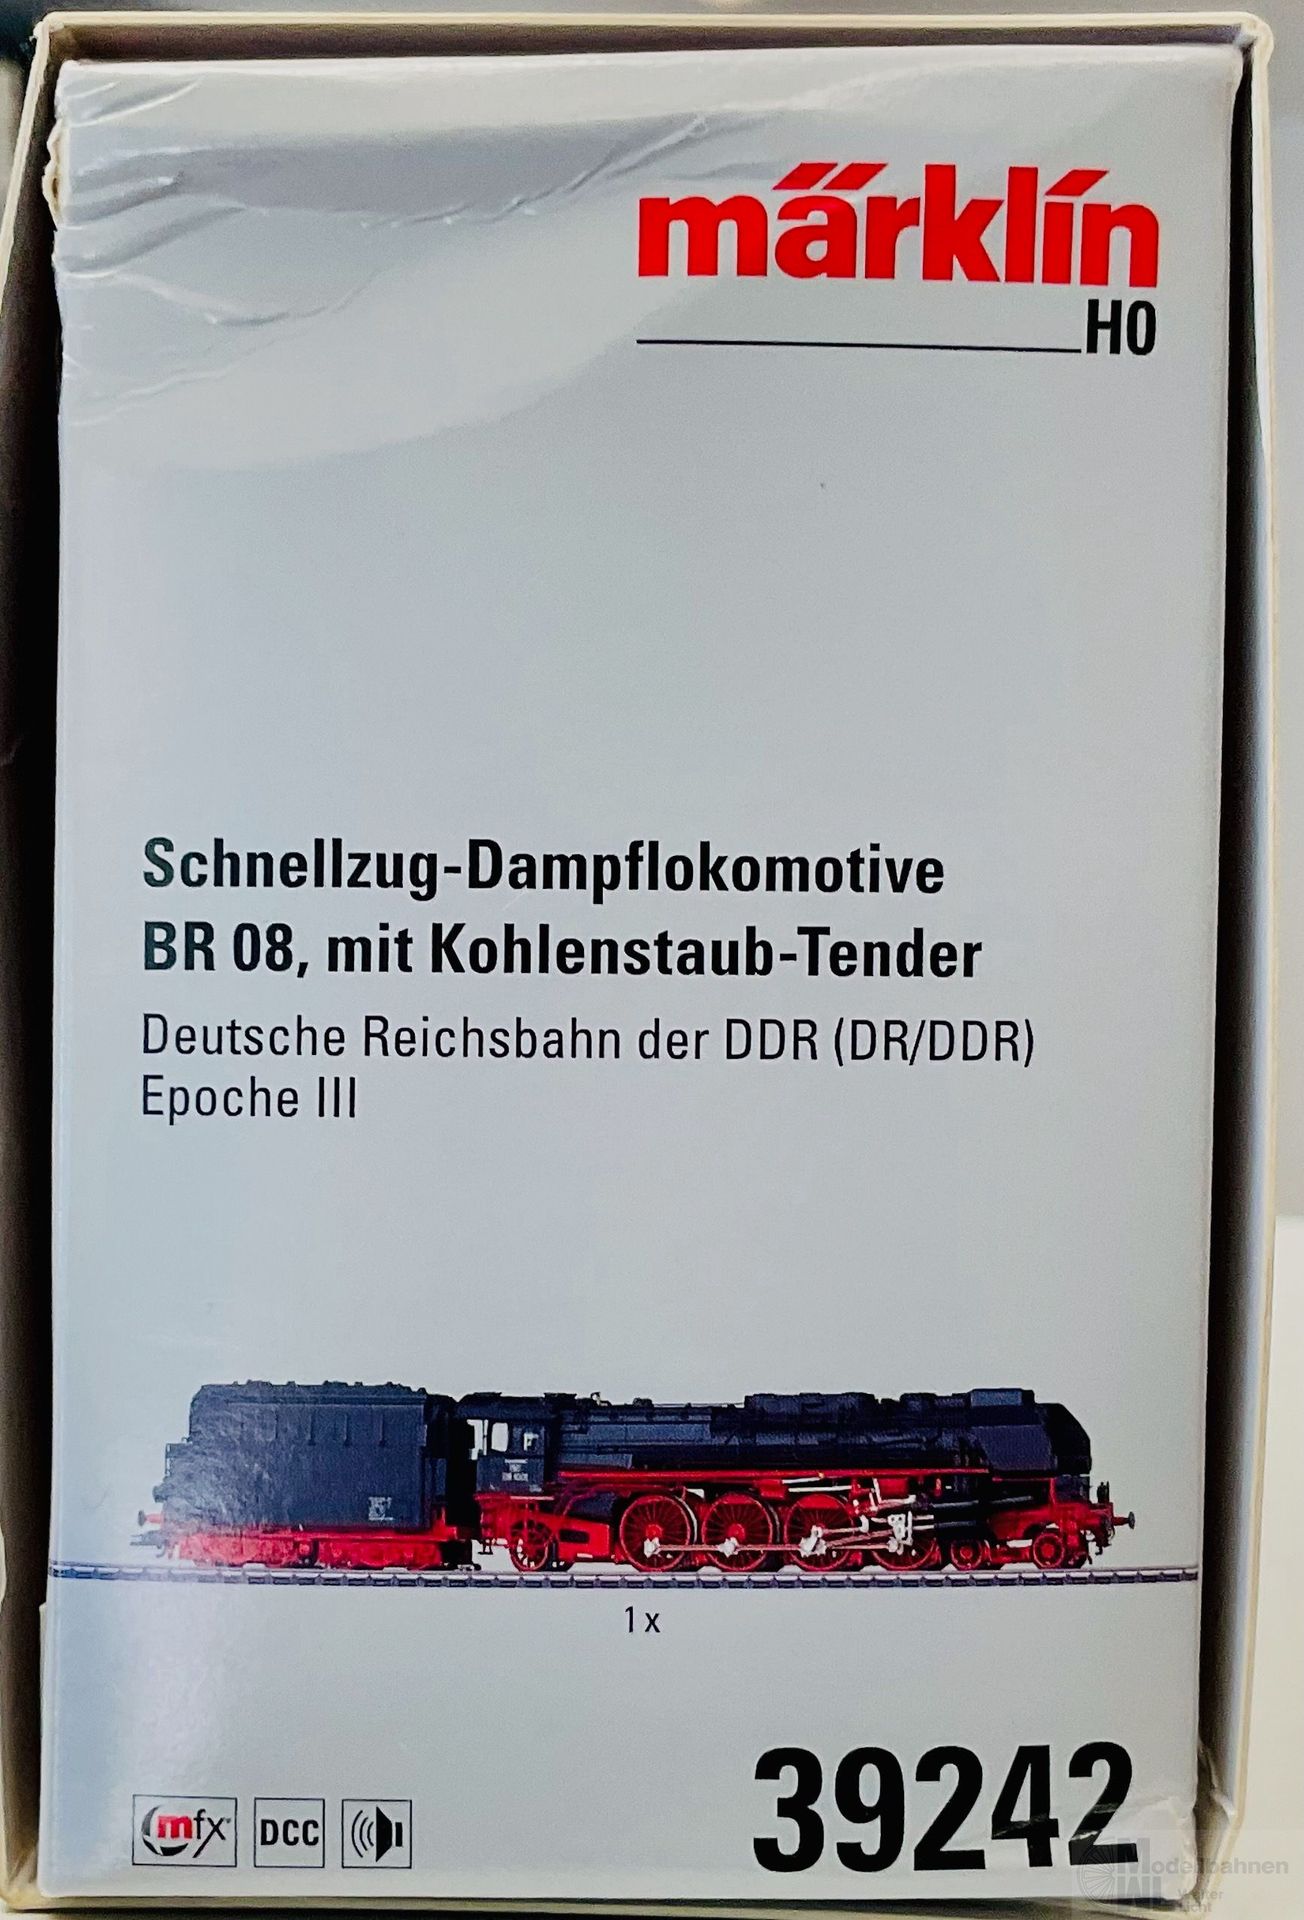 märklin
H0
Schnellzug-Dampflokomotive
BR 08, mit Kohlenstaub-Tender
Deutsche Reichsbahn der DDR (DR/DDR)
Epoche III
1 x
39242
mfx DCC
Modellbahnen